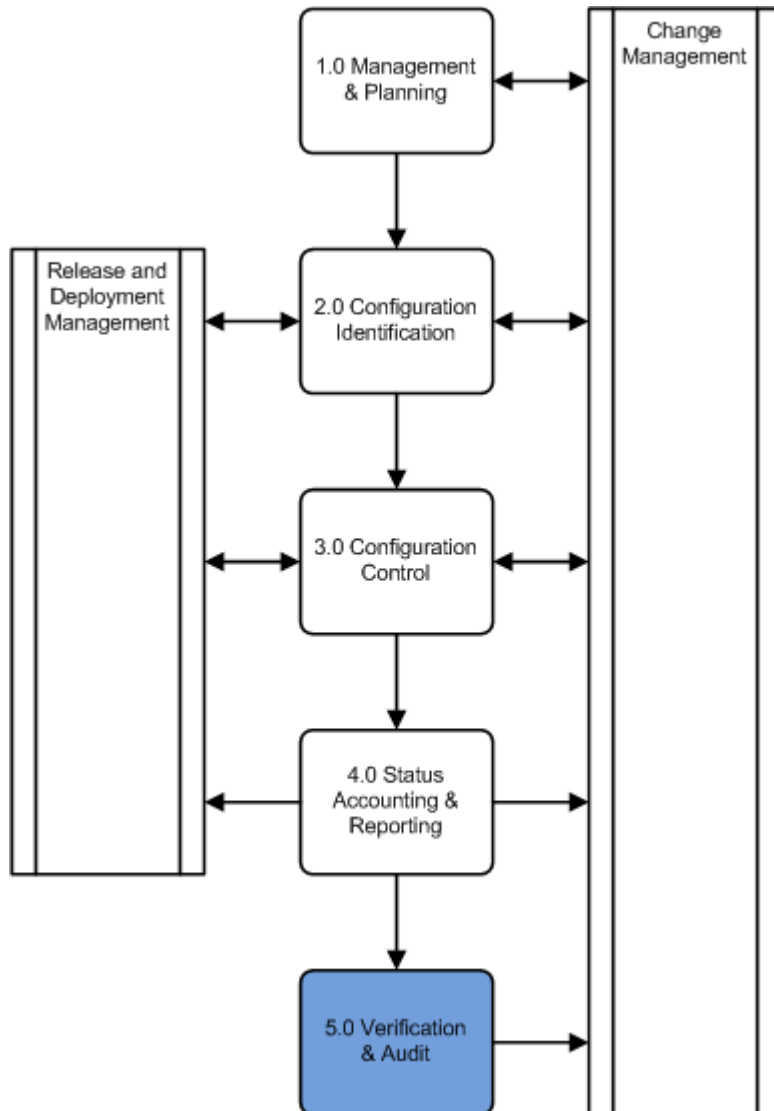 1.0 Management
& Planning
Change
Management
Release and
Deployment
Management
2.0 Configuration
Identification
3.0 Configuration
Control
4.0 Status
Accounting &
Reporting
5.0 Verification
& Audit